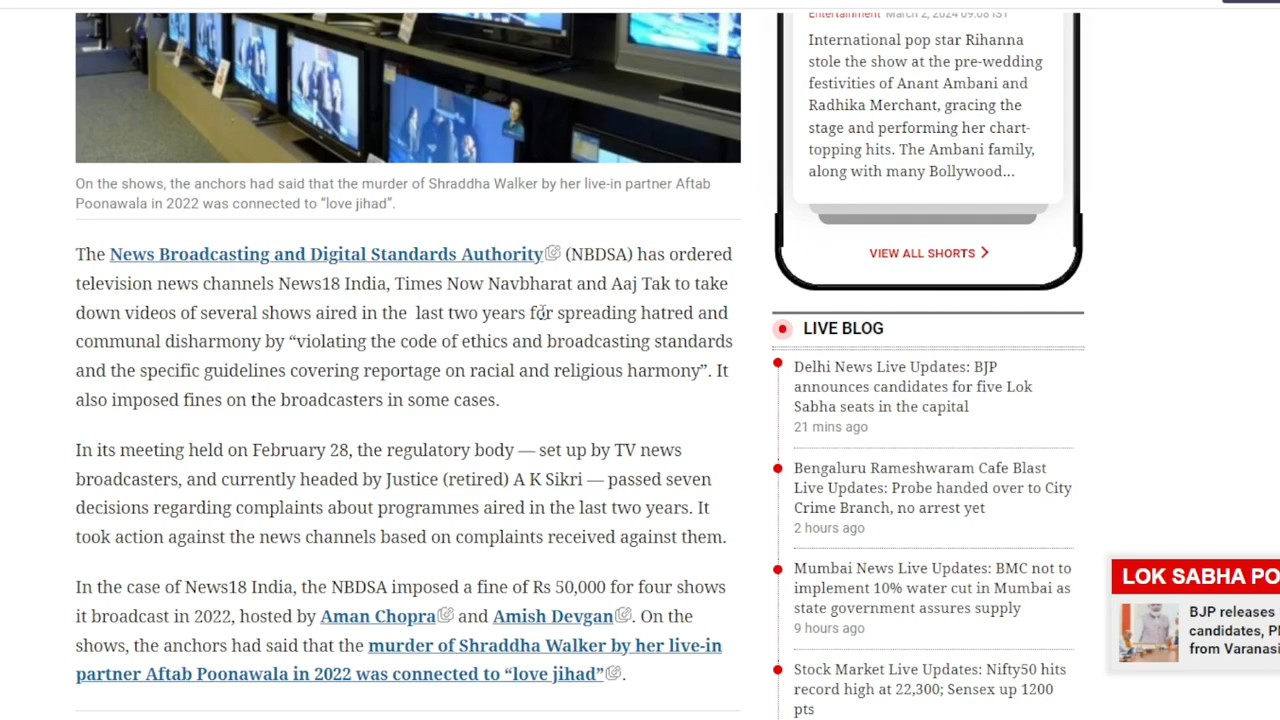 On the shows, the anchors had said that the murder of Shraddha Walker by her live-in partner Aftab
Poonawala in 2022 was connected to “love jihad”.
The News Broadcasting and Digital Standards Authority (NBDSA) has ordered
television news channels News18 India, Times Now Navbharat and Aaj Tak to take
down videos of several shows aired in the last two years for spreading hatred and
communal disharmony by “violating the code of ethics and broadcasting standards
and the specific guidelines covering reportage on racial and religious harmony”. It
also imposed fines on the broadcasters in some cases.
In its meeting held on February 28, the regulatory body — set up by TV news
broadcasters, and currently headed by Justice (retired) A K Sikri — passed seven
decisions regarding complaints about programmes aired in the last two years. It
took action against the news channels based on complaints received against them.
In the case of News18 India, the NBDSA imposed a fine of Rs 50,000 for four shows
it broadcast in 2022, hosted by Aman Chopra and Amish Devgan. On the
shows, the anchors had said that the murder of Shraddha Walker by her live-in
partner Aftab Poonawala in 2022 was connected to “love jihad”.
Entertainment March 2, 2024 09:08 IST
International pop star Rihanna
stole the show at the pre-wedding
festivities of Anant Ambani and
Radhika Merchant, gracing the
stage and performing her chart-
topping hits. The Ambani family,
along with many Bollywood...
VIEW ALL SHORTS
LIVE BLOG
Delhi News Live Updates: BJP
announces candidates for five Lok
Sabha seats in the capital
21 mins ago
Bengaluru Rameshwaram Cafe Blast
Live Updates: Probe handed over to City
Crime Branch, no arrest yet
2 hours ago
Mumbai News Live Updates: BMC not to
implement 10% water cut in Mumbai as
state government assures supply
9 hours ago
Stock Market Live Updates: Nifty50 hits
record high at 22,300; Sensex up 1200
pts
LOK SABHA PO
BJP releases
candidates, P
from Varanas